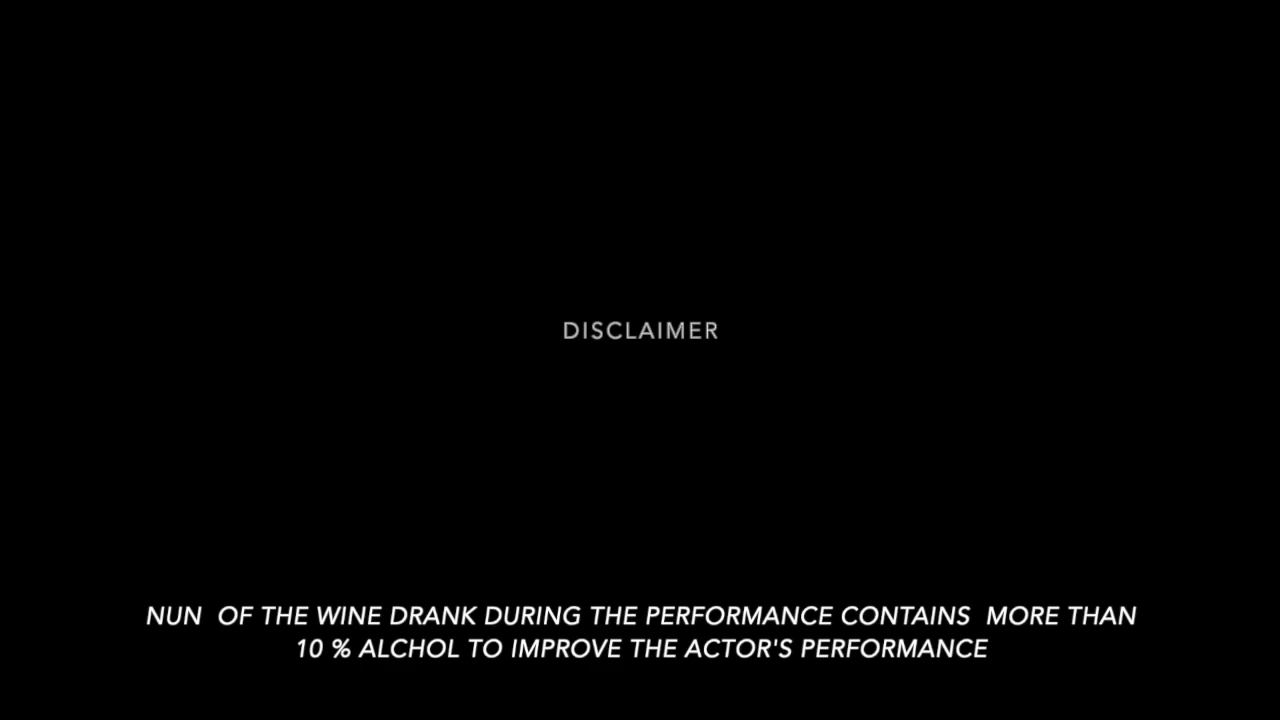 DISCLAIMER
NUN OF THE WINE DRANK DURING THE PERFORMANCE CONTAINS MORE THAN
10 % ALCHOL TO IMPROVE THE ACTOR'S PERFORMANCE